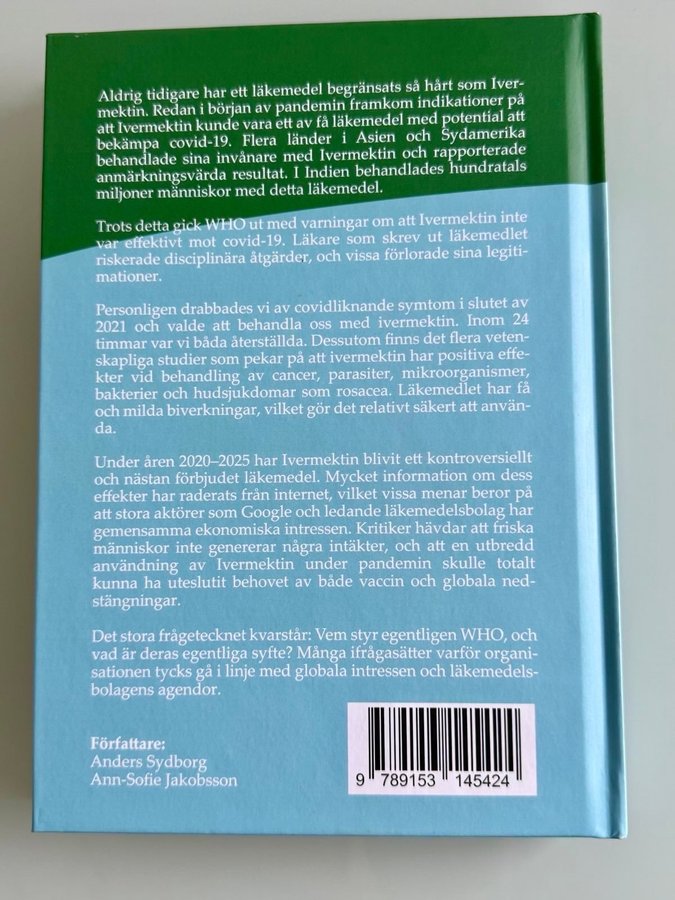 Aldrig tidigare har ett läkemedel begränsats så hårt som Iver-
mektin. Redan i början av pandemin framkom indikationer på
att Ivermektin kunde vara ett av få läkemedel med potential att
bekämpa covid-19. Flera länder i Asien och Sydamerika
behandlade sina invånare med Ivermektin och rapporterade
anmärkningsvärda resultat. I Indien behandlades hundratals
miljoner människor med detta läkemedel.
Trots detta gick WHO ut med varningar om att Ivermektin inte
var effektivt mot covid-19. Läkare som skrev ut läkemedlet
riskerade disciplinära åtgärder, och vissa förlorade sina legiti-
mationer.
Personligen drabbades vi av covidliknande symtom i slutet av
2021 och valde att behandla oss med ivermektin. Inom 24
timmar var vi båda återställda. Dessutom finns det flera veten-
skapliga studier som pekar på att ivermektin har positiva effe-
kter vid behandling av cancer, parasiter, mikroorganismer,
bakterier och hudsjukdomar som rosacea. Läkemedlet har få
och milda biverkningar, vilket gör det relativt säkert att använ-
da.
Under åren 2020–2025 har Ivermektin blivit ett kontroversiellt
och nästan förbjudet läkemedel. Mycket information om dess
effekter har raderats från internet, vilket vissa menar beror på
att stora aktörer som Google och ledande läkemedelsbolag har
gemensamma ekonomiska intressen. Kritiker hävdar att friska
människor inte genererar några intäkter, och att en utbredd
användning av Ivermektin under pandemin skulle totalt
kunna ha uteslutit behovet av både vaccin och globala ned-
stängningar.
Det stora frågetecknet kvarstår: Vem styr egentligen WHO, och
vad är deras egentliga syfte? Många ifrågasätter varför organi-
sationen tycks gå i linje med globala intressen och läkemedels-
bolagens agendor.
Författare:
Anders Sydborg
Ann-Sofie Jakobsson
9 789153 145424